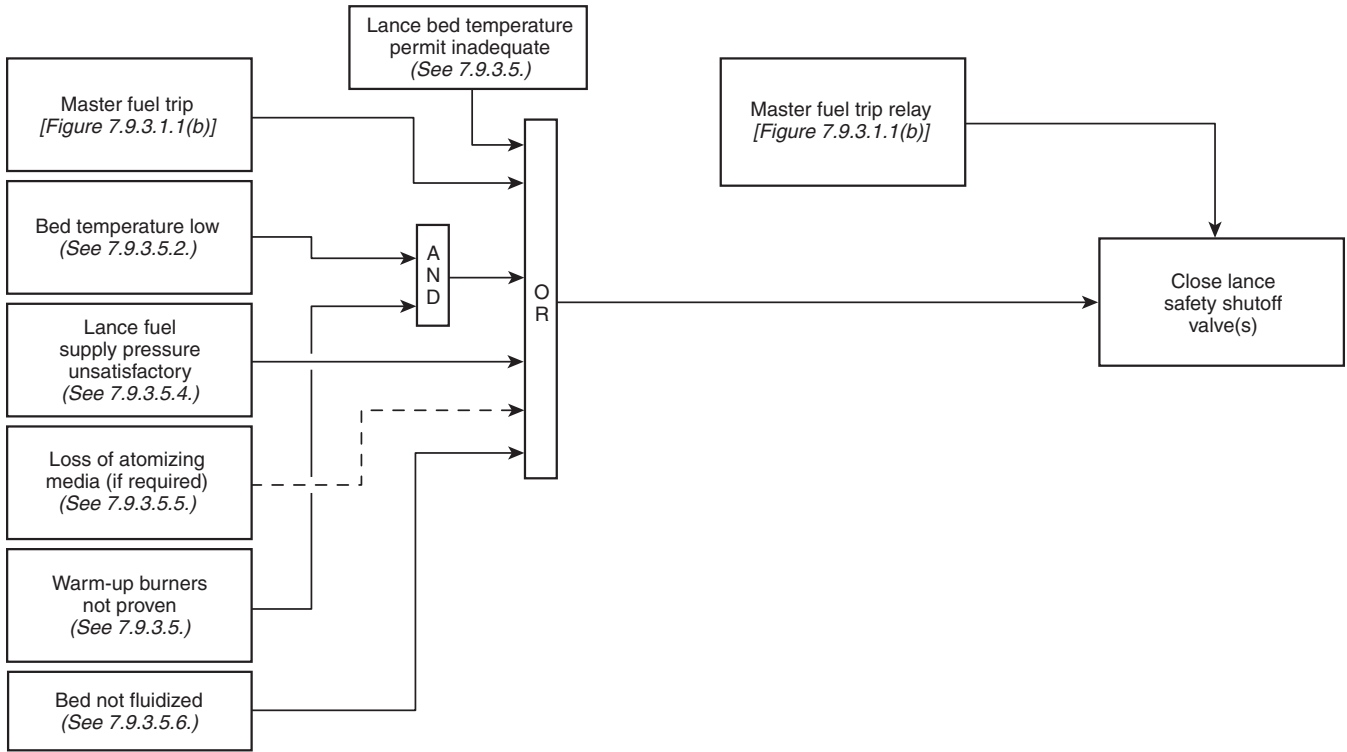 Lance bed temperature
permit inadequate
(See 7.9.3.5.)
Master fuel trip
[Figure 7.9.3.1.1(b)]
Master fuel trip relay
[Figure 7.9.3.1.1(b)]
Bed temperature low
(See 7.9.3.5.2.)
A
N
D
O
R
Close lance
safety shutoff
valve(s)
Lance fuel
supply pressure
unsatisfactory
(See 7.9.3.5.4.)
Loss of atomizing
media (if required)
(See 7.9.3.5.5.)
Warm-up burners
not proven
(See 7.9.3.5.)
Bed not fluidized
(See 7.9.3.5.6.)